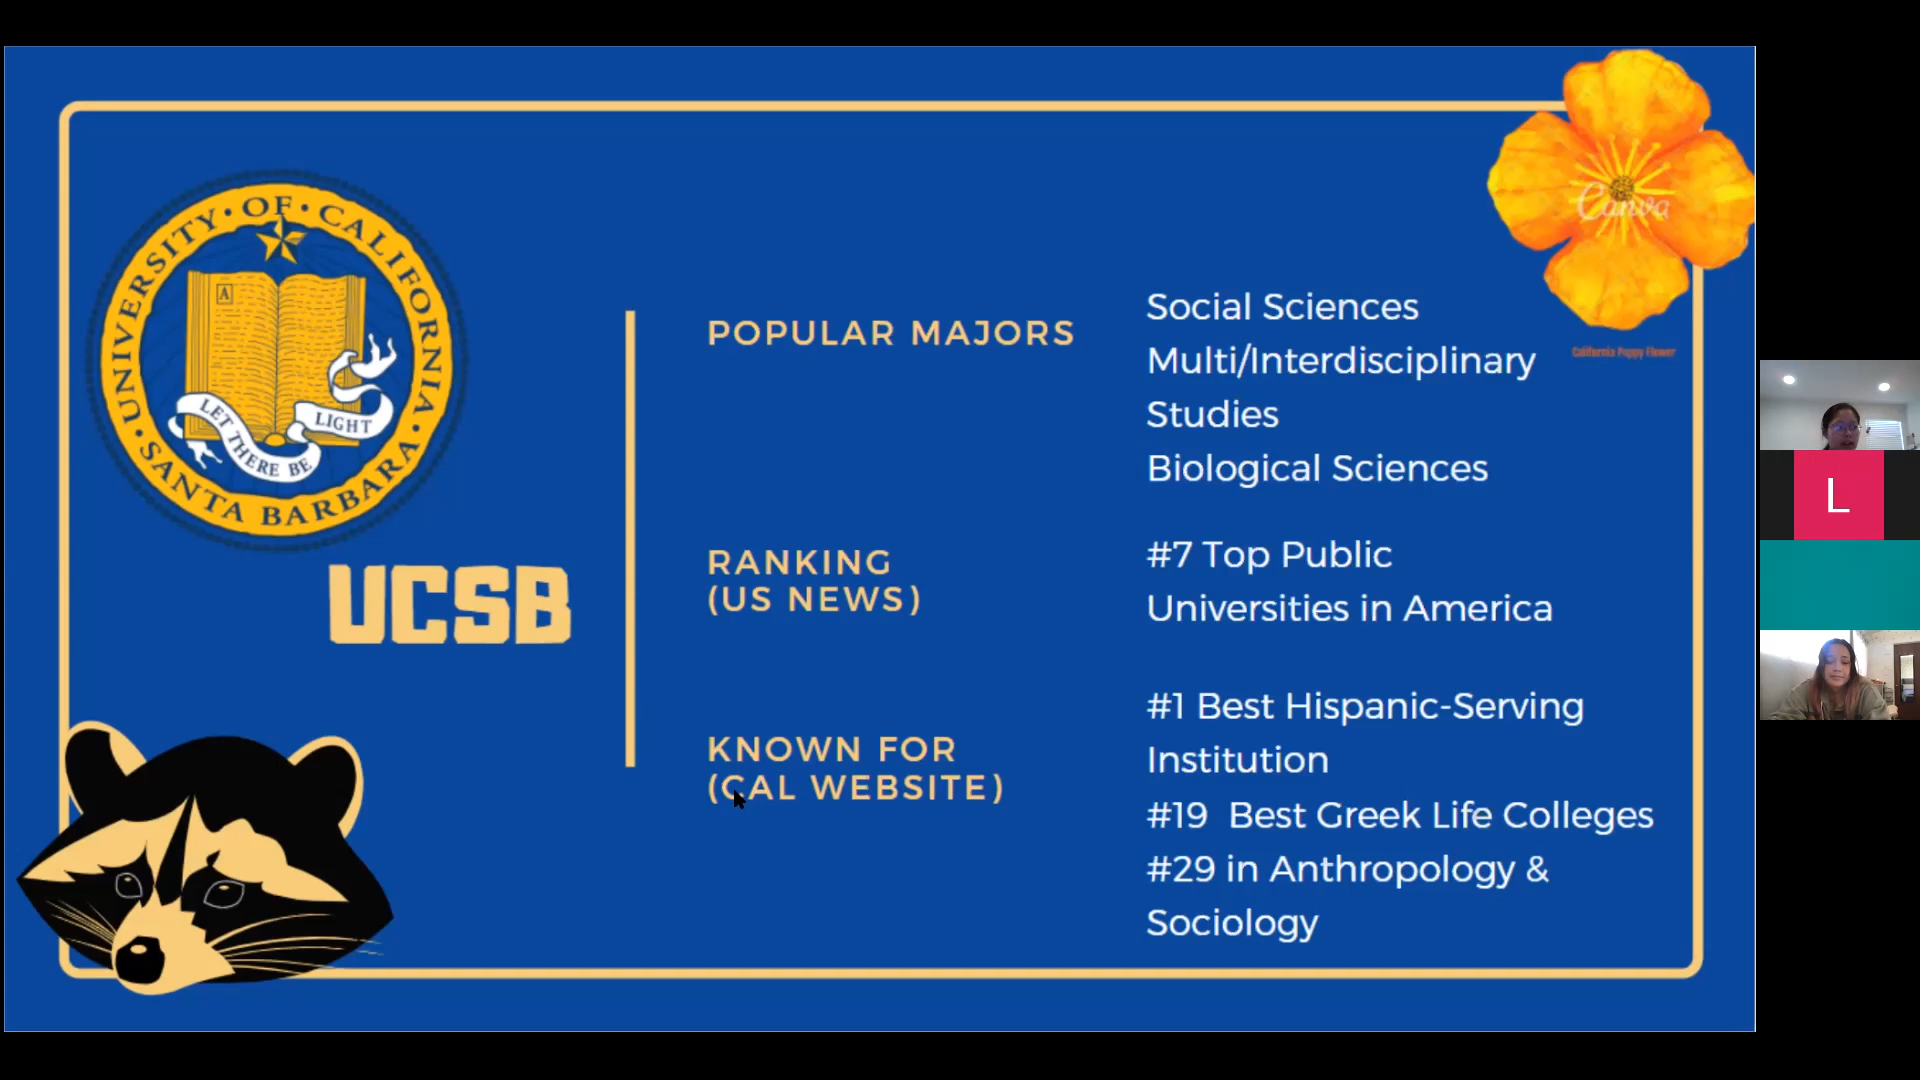 UNIVERSITY · OF · CALIFORNIA ·
· SANTA BARBARA ·
A
LET THERE BE LIGHT
UCSB
POPULAR MAJORS
Social Sciences
Multi/Interdisciplinary
Studies
Biological Sciences
RANKING
(US NEWS)
#7 Top Public
Universities in America
KNOWN FOR
(CAL WEBSITE)
#1 Best Hispanic-Serving
Institution
#19 Best Greek Life Colleges
#29 in Anthropology &
Sociology
Canva
California Poppy Flower
L